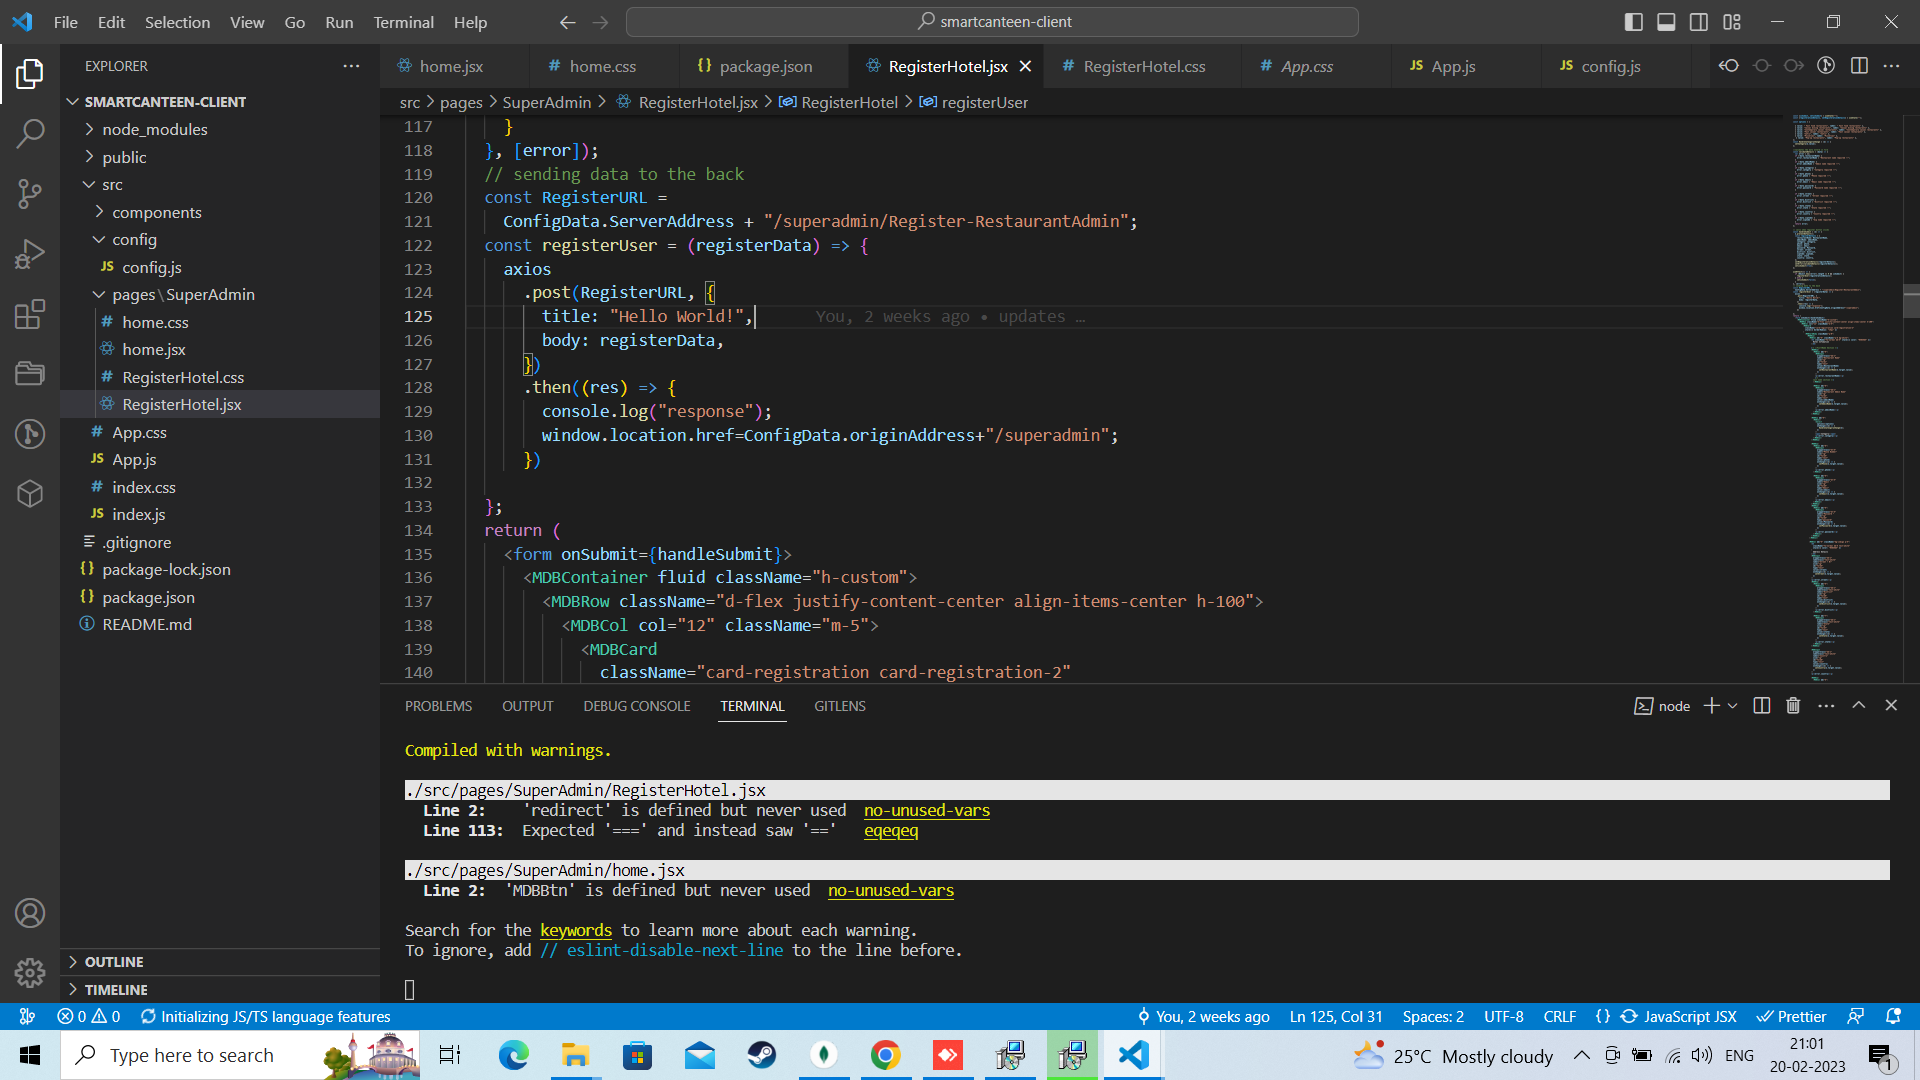 File Edit Selection View Go Run Terminal Help
smartcanteen-client
EXPLORER
SMARTCANTEEN-CLIENT
node_modules
public
src
components
config
JS config.js
pages\SuperAdmin
# home.css
home.jsx
# RegisterHotel.css
RegisterHotel.jsx
# App.css
JS App.js
# index.css
JS index.js
.gitignore
{} package-lock.json
{} package.json
README.md
OUTLINE
TIMELINE
home.jsx # home.css {} package.json RegisterHotel.jsx # RegisterHotel.css # App.css JS App.js JS config.js
src > pages > SuperAdmin > RegisterHotel.jsx > RegisterHotel > registerUser
117 }
118 }, [error]);
119 // sending data to the back
120 const RegisterURL =
121 ConfigData.ServerAddress + "/superadmin/Register-RestaurantAdmin";
122 const registerUser = (registerData) => {
123 axios
124 .post(RegisterURL, {
125 title: "Hello World!", You, 2 weeks ago • updates …
126 body: registerData,
127 })
128 .then((res) => {
129 console.log("response");
130 window.location.href=ConfigData.originAddress+"/superadmin";
131 })
132
133 };
134 return (
135 <form onSubmit={handleSubmit}>
136 <MDBContainer fluid className="h-custom">
137 <MDBRow className="d-flex justify-content-center align-items-center h-100">
138 <MDBCol col="12" className="m-5">
139 <MDBCard
140 className="card-registration card-registration-2"
PROBLEMS OUTPUT DEBUG CONSOLE TERMINAL GITLENS
node
Compiled with warnings.
./src/pages/SuperAdmin/RegisterHotel.jsx
Line 2: 'redirect' is defined but never used no-unused-vars
Line 113: Expected '===' and instead saw '==' eqeqeq
./src/pages/SuperAdmin/home.jsx
Line 2: 'MDBBtn' is defined but never used no-unused-vars
Search for the keywords to learn more about each warning.
To ignore, add // eslint-disable-next-line to the line before.
0 0 Initializing JS/TS language features
You, 2 weeks ago Ln 125, Col 31 Spaces: 2 UTF-8 CRLF {} JavaScript JSX Prettier
Type here to search
25°C Mostly cloudy
ENG
21:01
20-02-2023
1